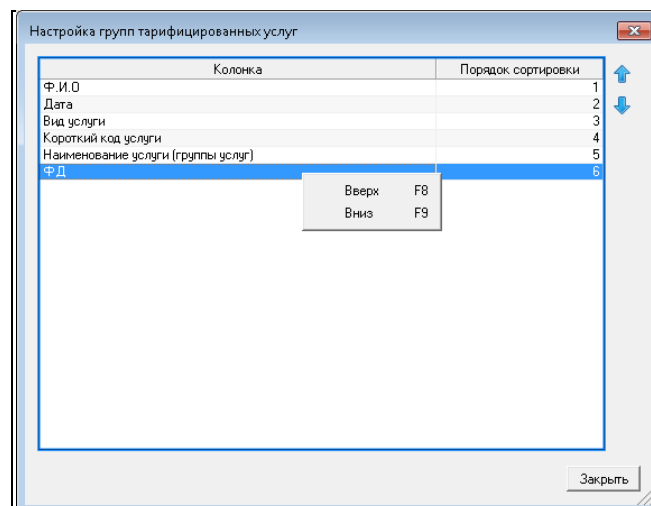 Настройка групп тарифицированных услуг
Колонка Порядок сортировки
Ф.И.О 1
Дата 2
Вид услуги 3
Короткий код услуги 4
Наименование услуги (группы услуг) 5
ФД 6
Вверх F8
Вниз F9
Закрыть